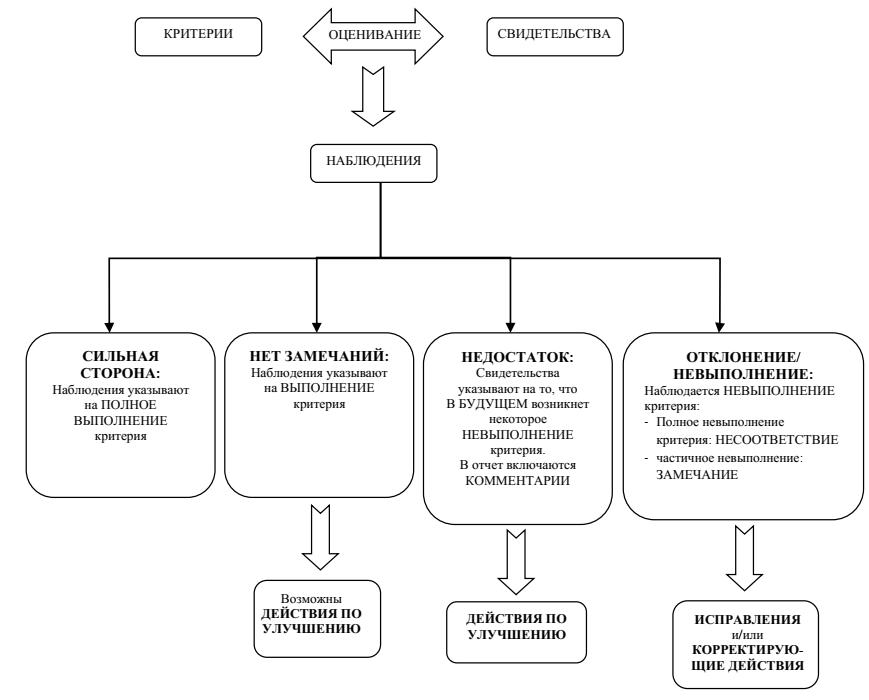 КРИТЕРИИ
ОЦЕНИВАНИЕ
СВИДЕТЕЛЬСТВА
НАБЛЮДЕНИЯ
СИЛЬНАЯ
СТОРОНА:
Наблюдения указывают
на ПОЛНОЕ
ВЫПОЛНЕНИЕ
критерия
НЕТ ЗАМЕЧАНИЙ:
Наблюдения указывают
на ВЫПОЛНЕНИЕ
критерия
НЕДОСТАТОК:
Свидетельства
указывают на то, что
В БУДУЩЕМ возникнет
некоторое
НЕВЫПОЛНЕНИЕ
критерия.
В отчет включаются
КОММЕНТАРИИ
ОТКЛОНЕНИЕ/
НЕВЫПОЛНЕНИЕ:
Наблюдается НЕВЫПОЛНЕНИЕ
критерия:
- Полное невыполнение
критерия: НЕСООТВЕТСТВИЕ
- частичное невыполнение:
ЗАМЕЧАНИЕ
Возможны
ДЕЙСТВИЯ ПО
УЛУЧШЕНИЮ
ДЕЙСТВИЯ ПО
УЛУЧШЕНИЮ
ИСПРАВЛЕНИЯ
и/или
КОРРЕКТИРУЮ-
ЩИЕ ДЕЙСТВИЯ